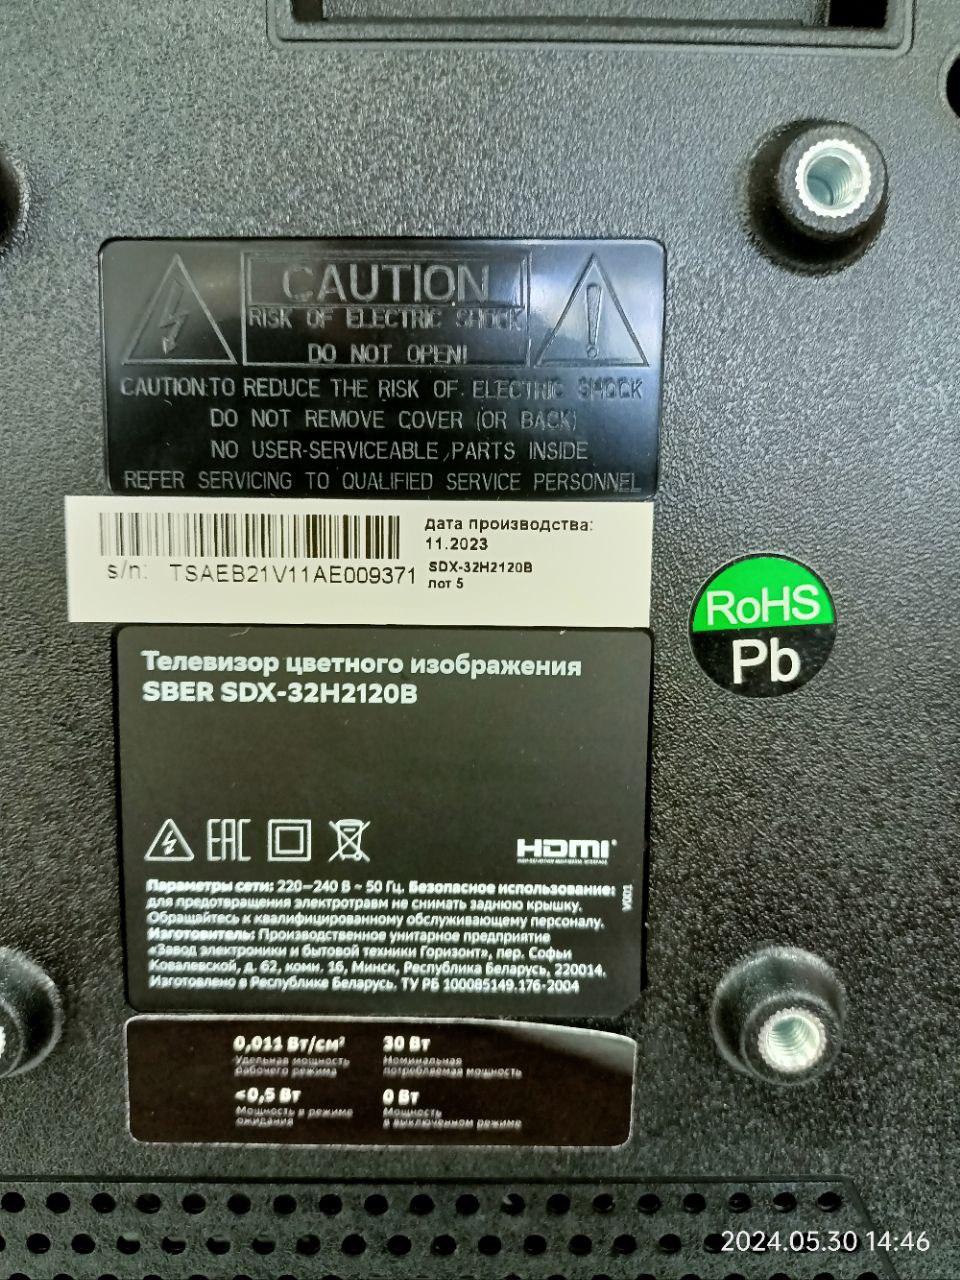 CAUTION
RISK OF ELECTRIC SHOCK
DO NOT OPEN!
CAUTION:TO REDUCE THE RISK OF ELECTRIC SHOCK
DO NOT REMOVE COVER (OR BACK)
NO USER-SERVICEABLE PARTS INSIDE
REFER SERVICING TO QUALIFIED SERVICE PERSONNEL
Дата производства:
11.2023
s/n: TSAEB21V11AE009371
SDX-32H2120B
лот 5
RoHS
Pb
Телевизор цветного изображения
SBER SDX-32H2120B
EAC
HDMI
Параметры сети: 220–240 В ~ 50 Гц. Безопасное использование:
для предотвращения электротравм не снимать заднюю крышку.
Обращайтесь к квалифицированному обслуживающему персоналу.
Изготовитель: Производственное унитарное предприятие
«Завод электроники и бытовой техники Горизонт», пер. Софьи
Ковалевской, д. 62, комн. 16, Минск, Республика Беларусь, 220014.
Изготовлено в Республике Беларусь. ТУ РБ 100085149.176-2004
V001
0,011 Вт/см²
Удельная мощность
рабочего режима
30 Вт
Номинальная
потребляемая мощность
<0,5 Вт
Мощность в режиме
ожидания
0 Вт
Мощность
в выключенном режиме
2024.05.30 14:46